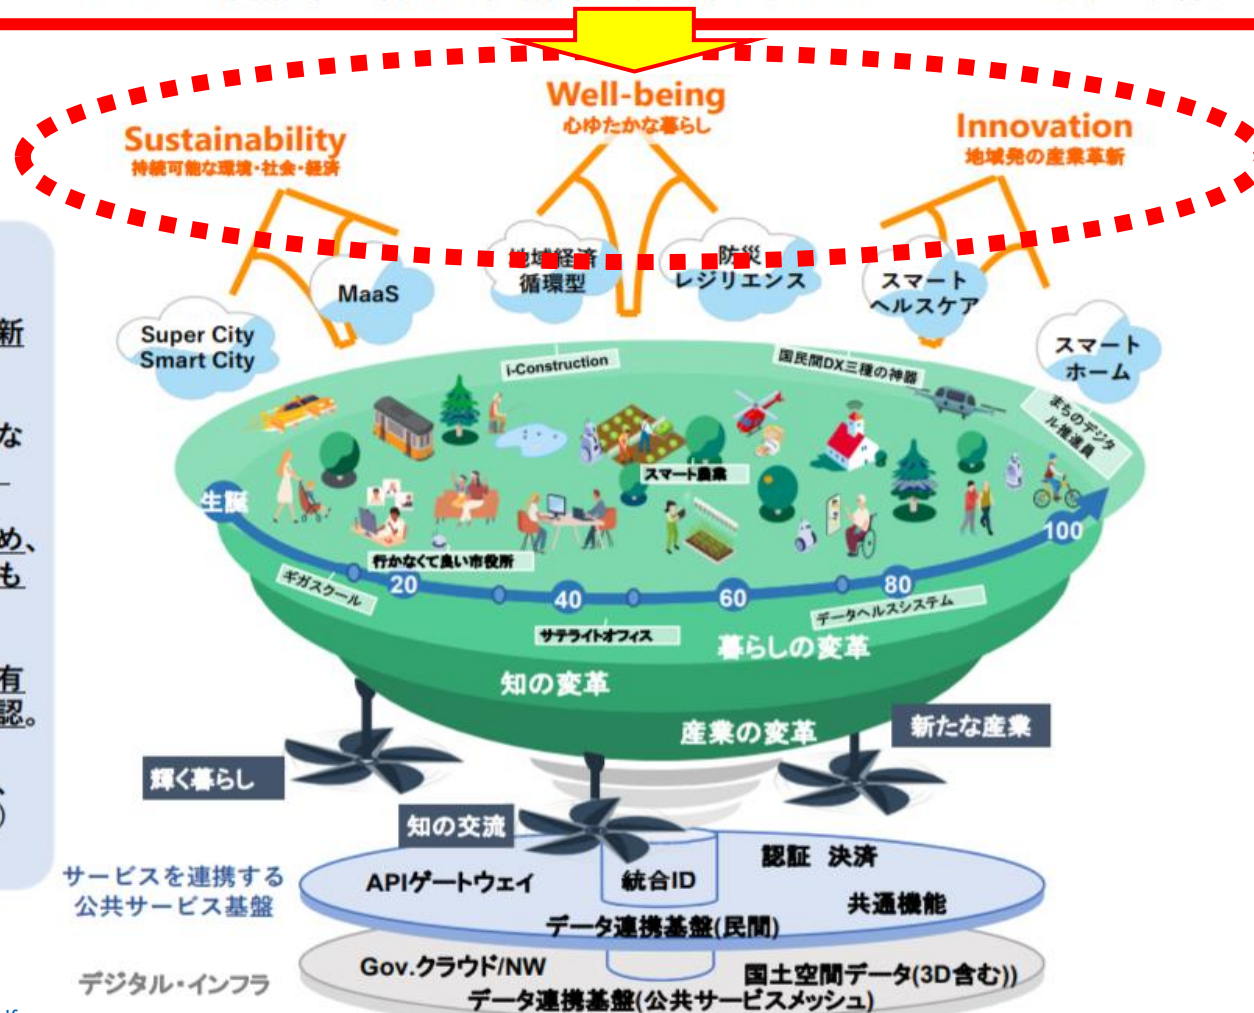 Well-being
心ゆたかな暮らし
Sustainability
持続可能な環境・社会・経済
Innovation
地域発の産業革新
地域経済
循環型
防災
レジリエンス
MaaS
スマート
ヘルスケア
Super City
Smart City
スマート
ホーム
i-Construction
国民間DX三種の神器
まちのデジタ
ル推進員
スマート農業
生誕
行かなくて良い市役所
ギガスクール
20
40
60
80
100
サテライトオフィス
データヘルスシステム
暮らしの変革
知の変革
産業の変革
新たな産業
輝く暮らし
知の交流
新
な
め、
も
有
認。
サービスを連携する
公共サービス基盤
APIゲートウェイ
統合ID
認証 決済
共通機能
データ連携基盤(民間)
デジタル・インフラ
Gov.クラウド/NW
国土空間データ(3D含む))
データ連携基盤(公共サービスメッシュ)